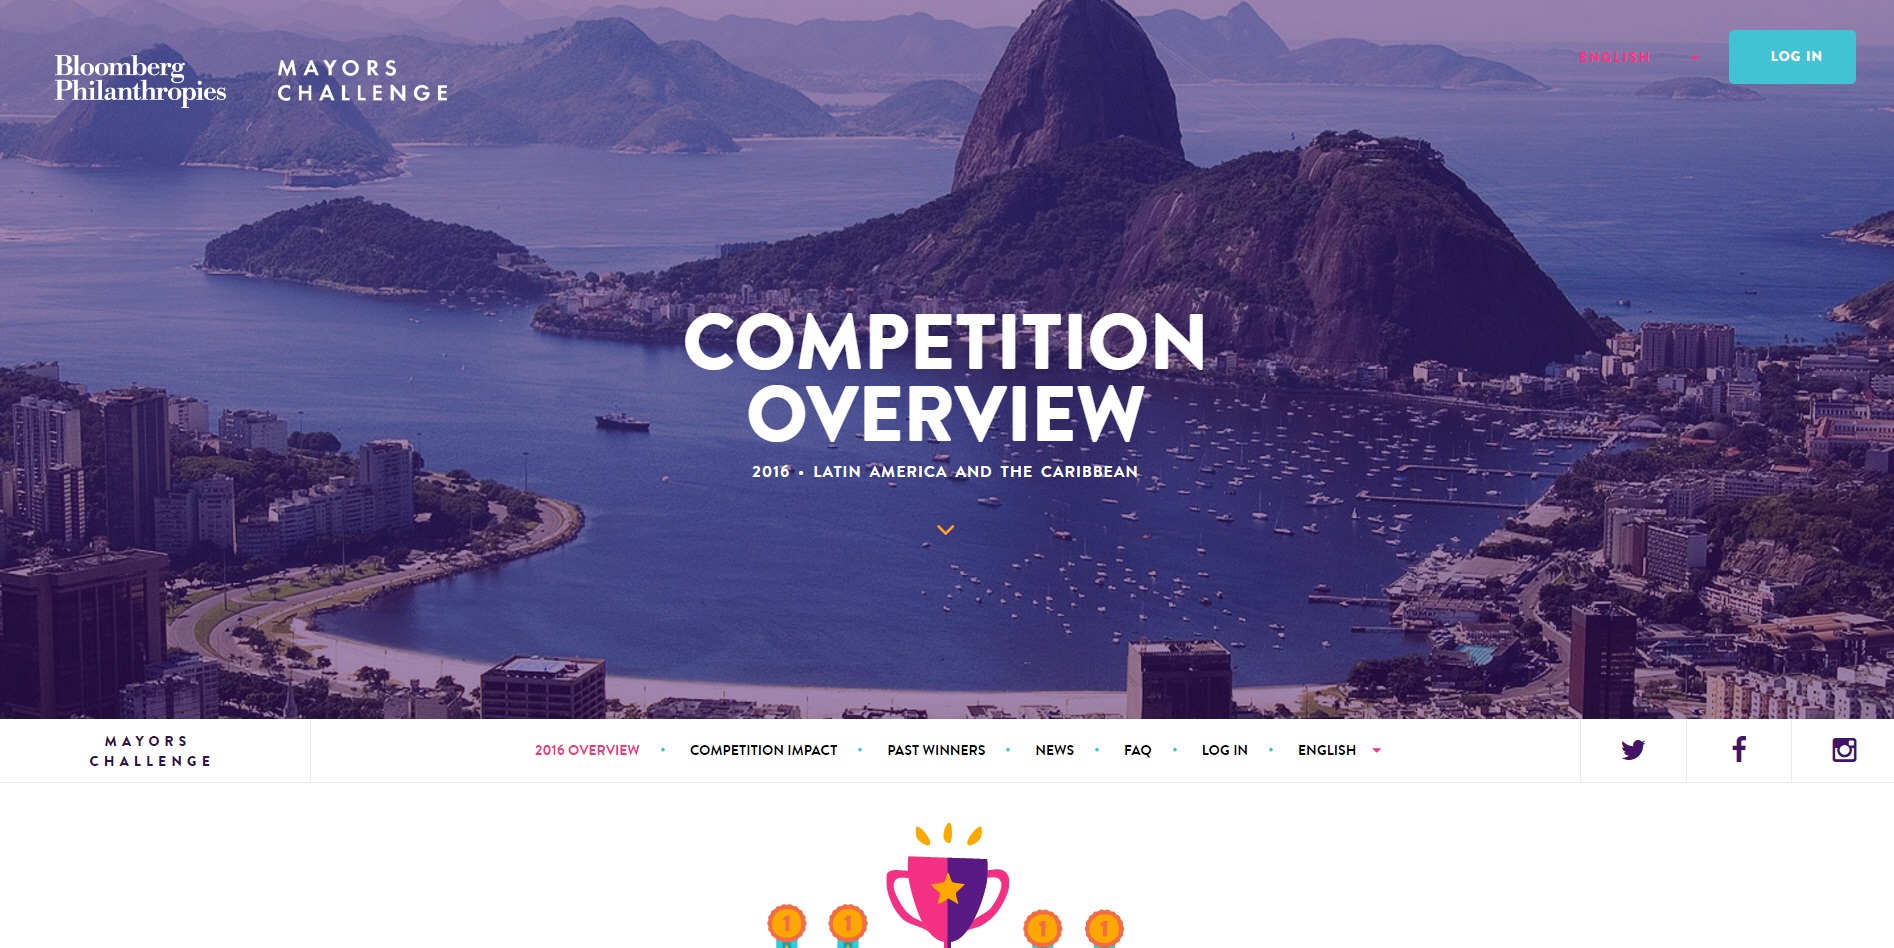 Bloomberg
Philanthropies
MAYORS
CHALLENGE
ENGLISH
LOG IN
COMPETITION
OVERVIEW
2016 • LATIN AMERICA AND THE CARIBBEAN
MAYORS
CHALLENGE
2016 OVERVIEW • COMPETITION IMPACT • PAST WINNERS • NEWS • FAQ • LOG IN • ENGLISH
1 1 1 1